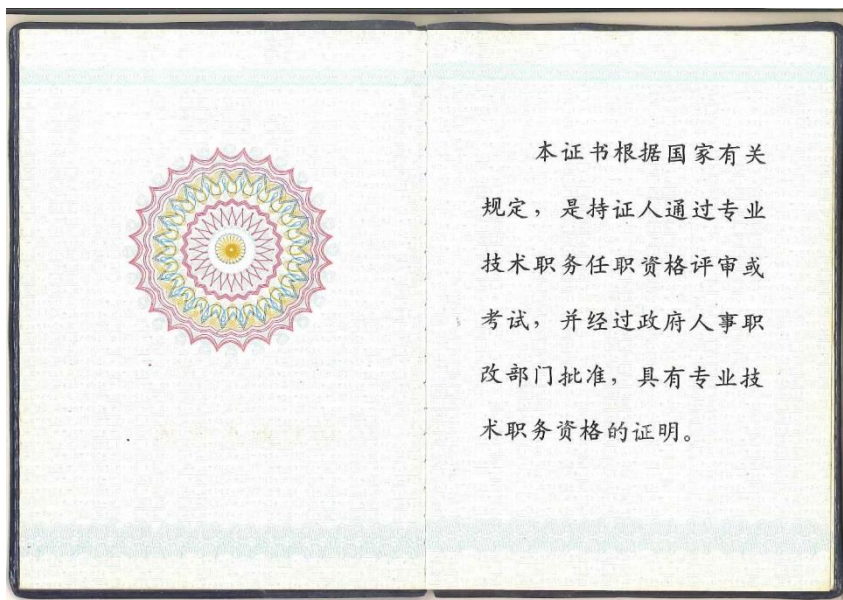 本证书根据国家有关
规定，是持证人通过专业
技术职务任职资格评审或
考试，并经过政府人事职
改部门批准，具有专业技
术职务资格的证明。